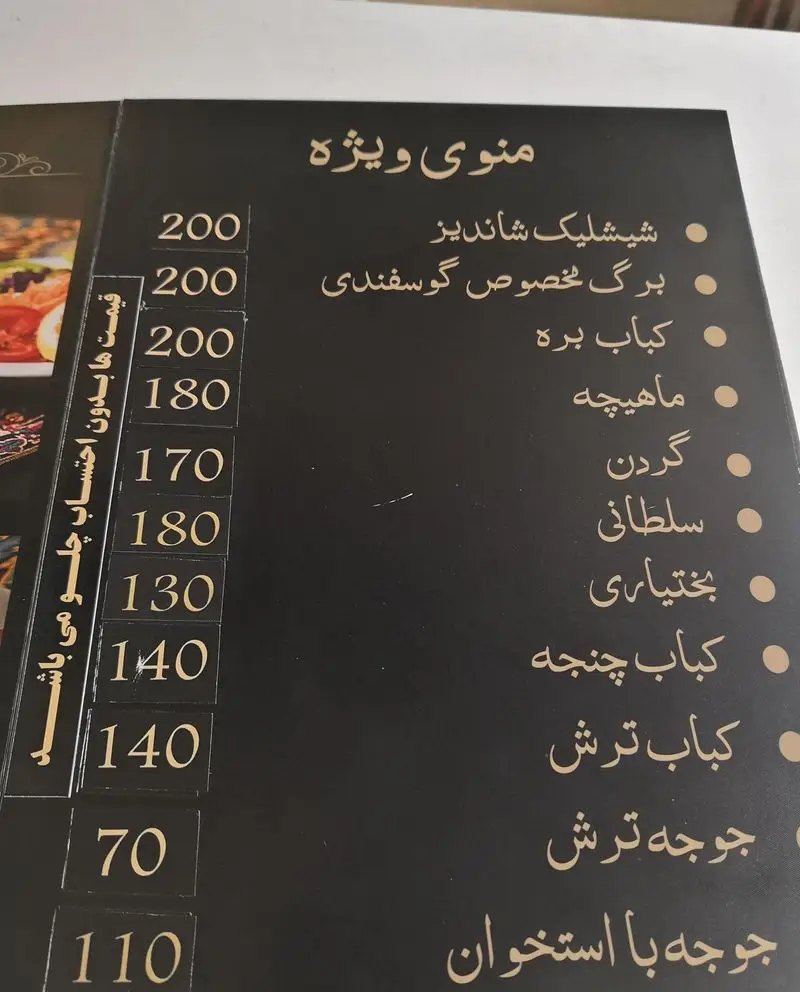 منوی ویژه
شیشلیک شاندیز 200
برگ مخصوص گوسفندی 200
کباب بره 200
ماهیچه 180
گردن 170
سلطانی 180
بختیاری 130
کباب چنجه 140
کباب ترش 140
جوجه ترش 70
جوجه با استخوان 110
قیمت ها بدون احتساب چلو می باشد